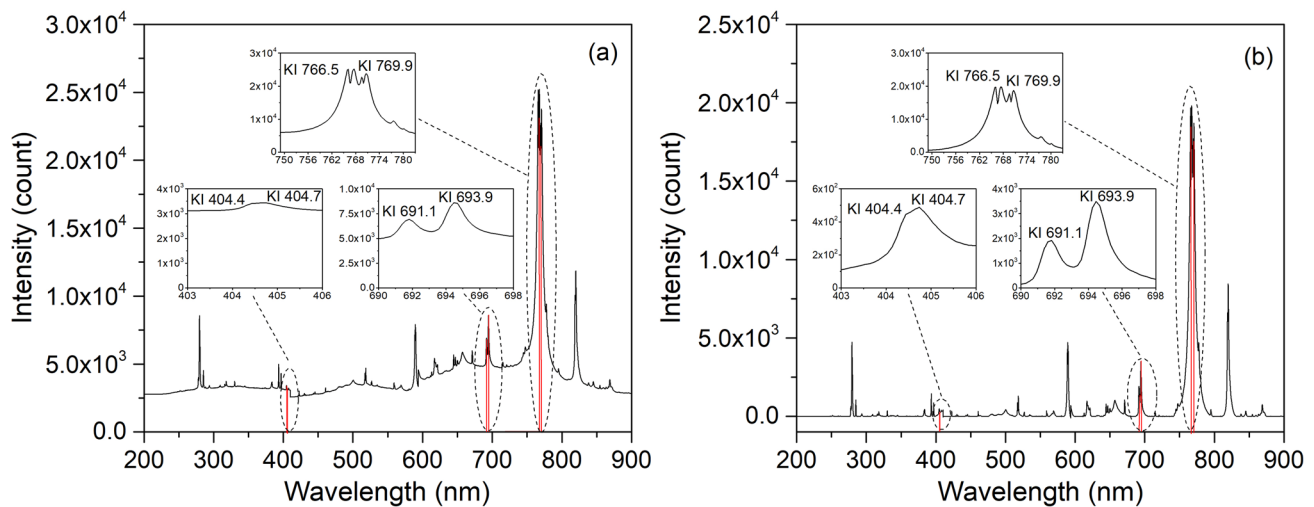 (a)
Intensity (count)
3.0x10⁴
2.5x10⁴
2.0x10⁴
1.5x10⁴
1.0x10⁴
5.0x10³
0.0
200 300 400 500 600 700 800 900
Wavelength (nm)
3x10⁴
2x10⁴
1x10⁴
0
KI 766.5 KI 769.9
750 756 762 768 774 780
4x10³
3x10³
2x10³
1x10³
0
KI 404.4 KI 404.7
403 404 405 406
1.0x10⁴
7.5x10³
5.0x10³
2.5x10³
0.0
KI 691.1 KI 693.9
690 692 694 696 698
(b)
Intensity (count)
2.5x10⁴
2.0x10⁴
1.5x10⁴
1.0x10⁴
5.0x10³
0.0
200 300 400 500 600 700 800 900
Wavelength (nm)
3.0x10⁴
2.0x10⁴
1.0x10⁴
0.0
KI 766.5 KI 769.9
750 756 762 768 774 780
6x10²
4x10²
2x10²
0
KI 404.4 KI 404.7
403 404 405 406
4x10³
3x10³
2x10³
1x10³
0
KI 691.1 KI 693.9
690 692 694 696 698